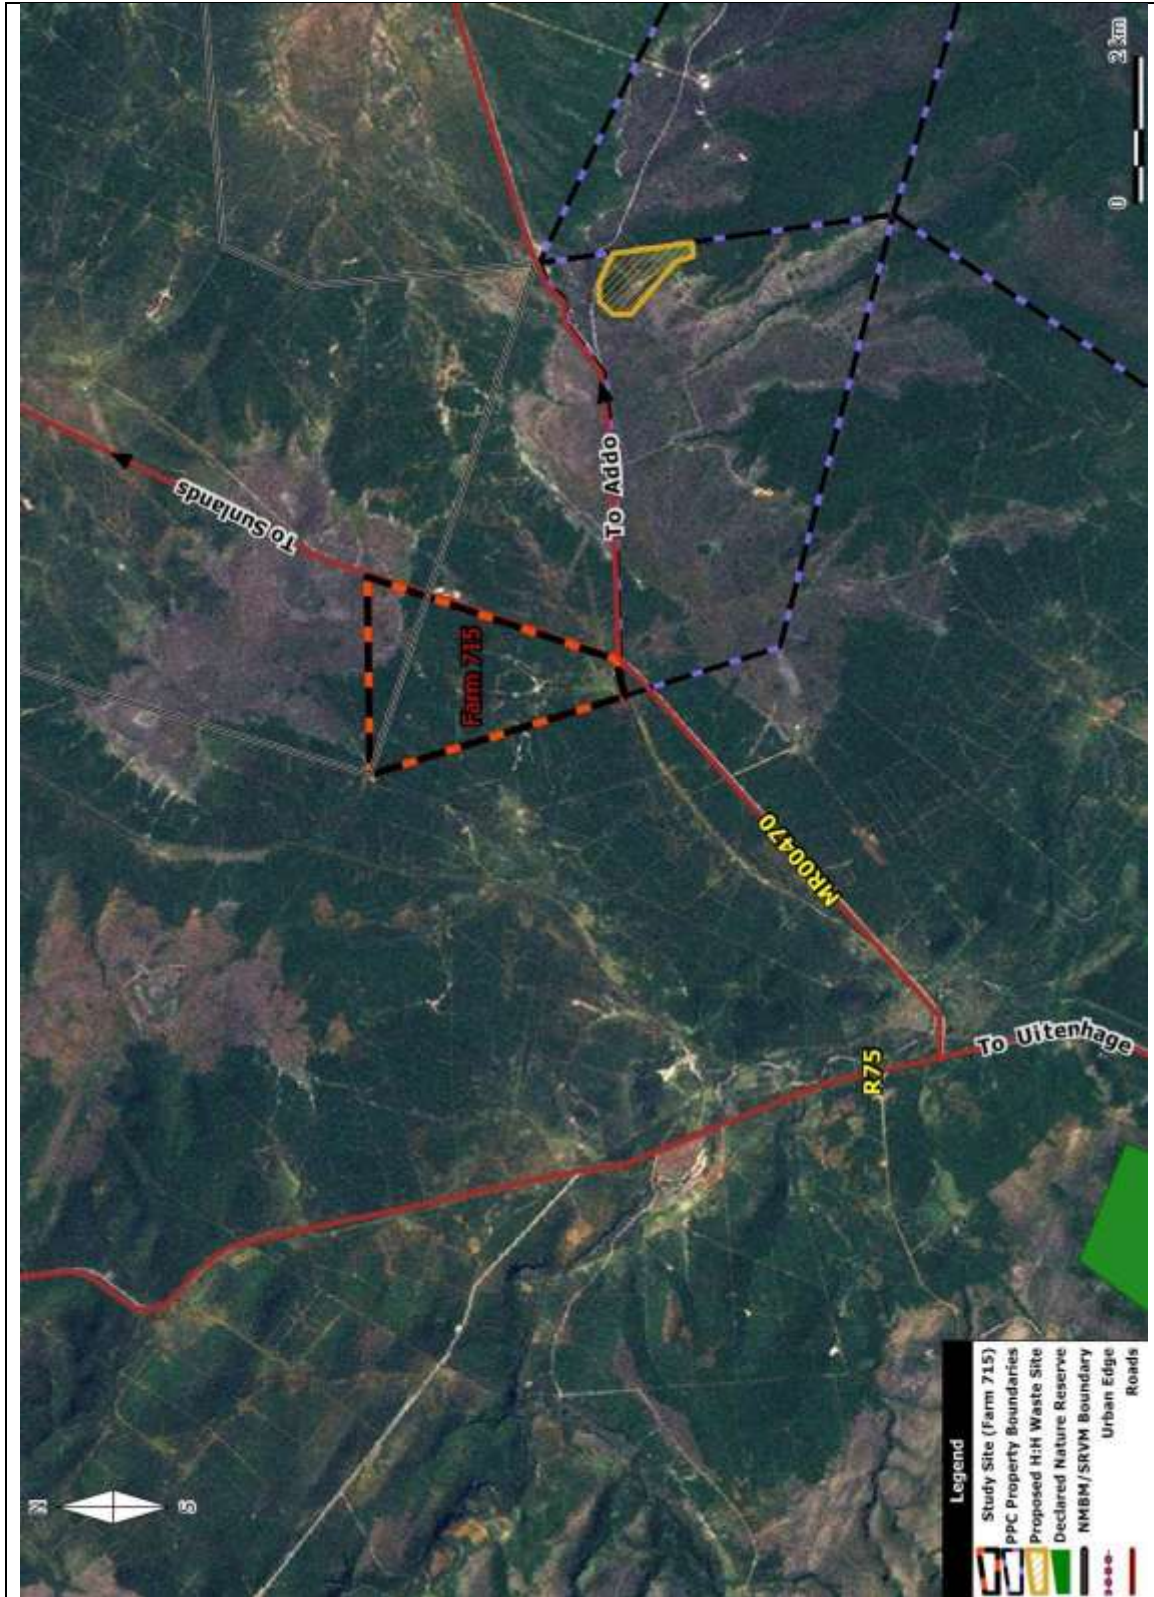 To Sunlands
Farm 715
To Addo
MR00470
R75
To Uitenhage
N
S
0
2 km
Legend
Study Site (Farm 715)
PPC Property Boundaries
Proposed H:H Waste Site
Declared Nature Reserve
NMBM/SRVM Boundary
Urban Edge
Roads